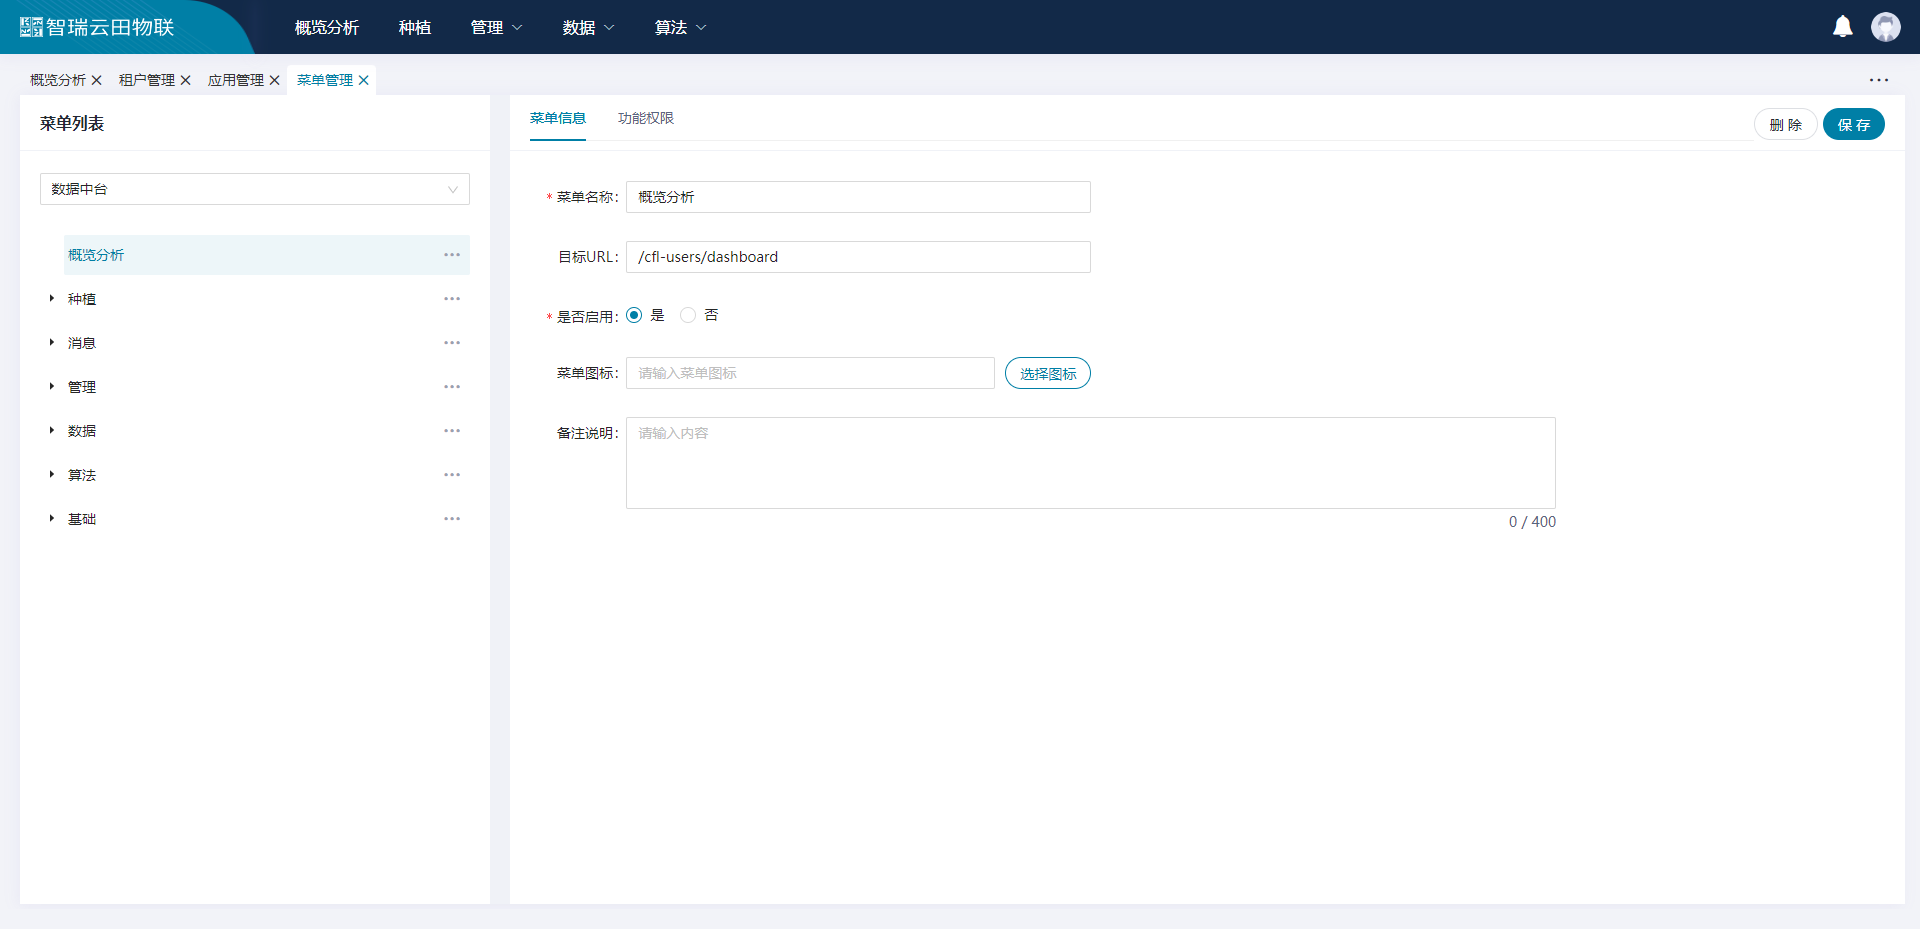 智瑞云田物联
概览分析 种植 管理 数据 算法
概览分析 租户管理 应用管理 菜单管理
菜单列表
数据中台
概览分析
种植
消息
管理
数据
算法
基础
菜单信息 功能权限
删 除 保 存
* 菜单名称: 概览分析
目标URL: /cfl-users/dashboard
* 是否启用: 是 否
菜单图标: 请输入菜单图标 选择图标
备注说明: 请输入内容
0 / 400